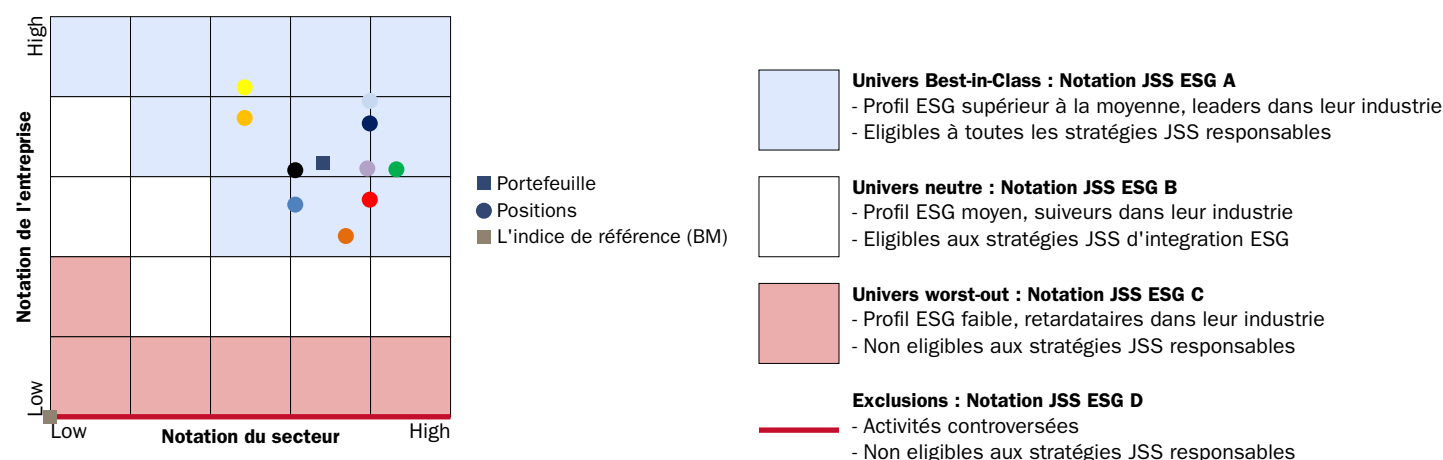 High
Notation de l'entreprise
Low
Low
Notation du secteur
High
Portefeuille
Positions
L'indice de référence (BM)
Univers Best-in-Class : Notation JSS ESG A
- Profil ESG supérieur à la moyenne, leaders dans leur industrie
- Eligibles à toutes les stratégies JSS responsables
Univers neutre : Notation JSS ESG B
- Profil ESG moyen, suiveurs dans leur industrie
- Eligibles aux stratégies JSS d'integration ESG
Univers worst-out : Notation JSS ESG C
- Profil ESG faible, retardataires dans leur industrie
- Non eligibles aux stratégies JSS responsables
Exclusions : Notation JSS ESG D
- Activités controversées
- Non eligibles aux stratégies JSS responsables